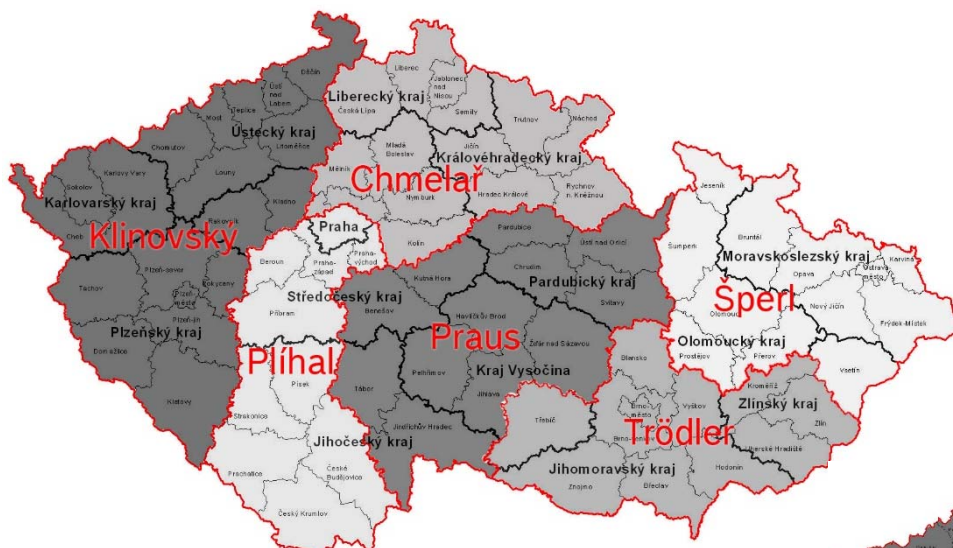 Děčín
Liberec
Jablonec
nad
Nisou
Ústí
nad
Labem
Teplice
Most
Liberecký kraj
Česká Lípa
Semily
Trutnov
Náchod
Ústecký kraj
Litoměřice
Chomutov
Louny
Mladá
Boleslav
Jičín
Královéhradecký kraj
Mělník
Chmelař
Karlovy Vary
Sokolov
Karlovarský kraj
Cheb
Klinovský
Rakovník
Kladno
Nymburk
Hradec Králové
Rychnov
n. Kněžnou
Jeseník
Praha
Kolín
Pardubice
Ústí nad Orlicí
Bruntál
Šumperk
Moravskoslezský kraj
Opava
Ostrava
město
Karviná
Beroun
Praha-
západ
Praha-
východ
Kutná Hora
Chrudim
Pardubický kraj
Svitavy
Tachov
Plzeň-sever
Plzeň-
město
Rokycany
Plzeň-jih
Plzeňský kraj
Domažlice
Klatovy
Středočeský kraj
Benešov
Příbram
Havlíčkův Brod
Praus
Žďár nad Sázavou
Kraj Vysočina
Pelhřimov
Jihlava
Šperl
Nový Jičín
Frýdek-Místek
Olomouc
Olomoucký kraj
Prostějov
Přerov
Vsetín
Plíhal
Písek
Strakonice
Tábor
Jindřichův Hradec
Jihočeský kraj
Prachatice
České
Budějovice
Český Krumlov
Třebíč
Blansko
Brno-
město
Brno-venkov
Vyškov
Trödler
Kroměříž
Zlínský kraj
Zlín
Uherské Hradiště
Jihomoravský kraj
Hodonín
Znojmo
Břeclav